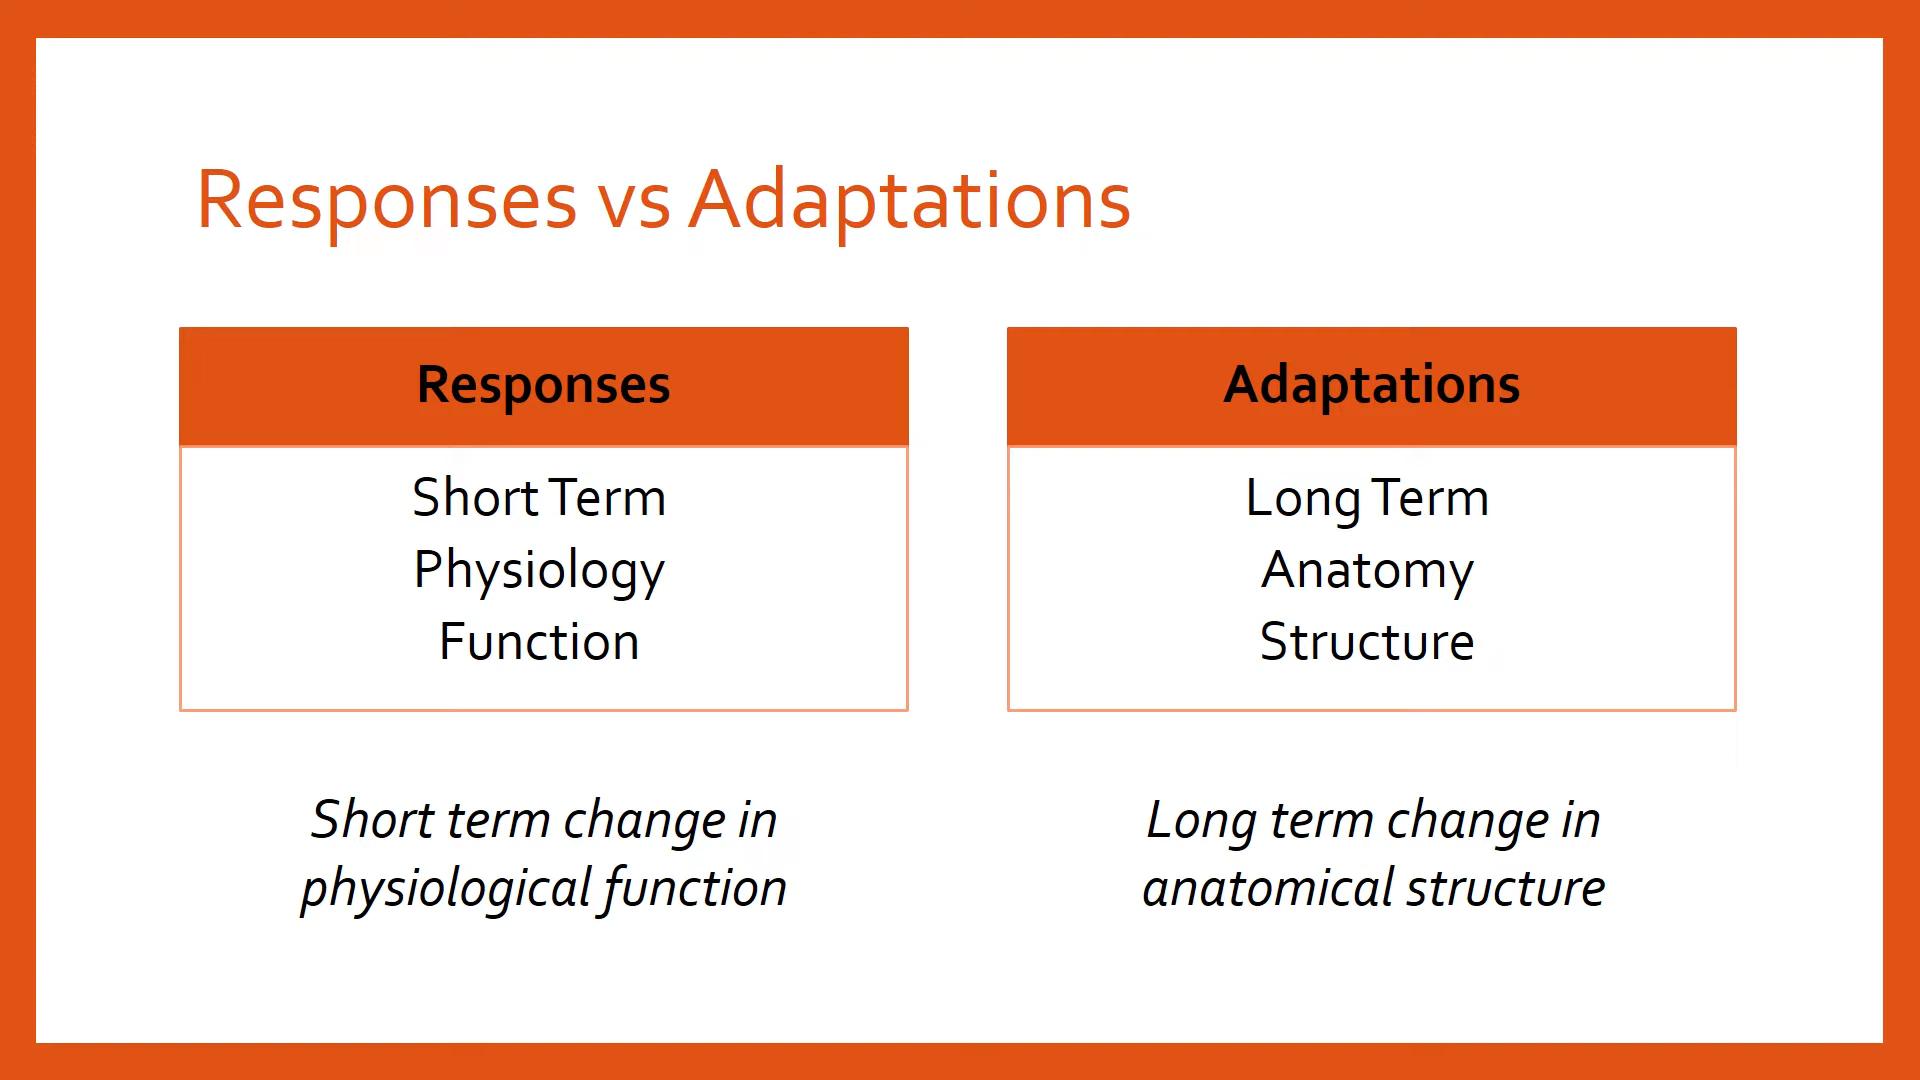 Responses vs Adaptations
Responses
Short Term
Physiology
Function
Short term change in
physiological function
Adaptations
Long Term
Anatomy
Structure
Long term change in
anatomical structure